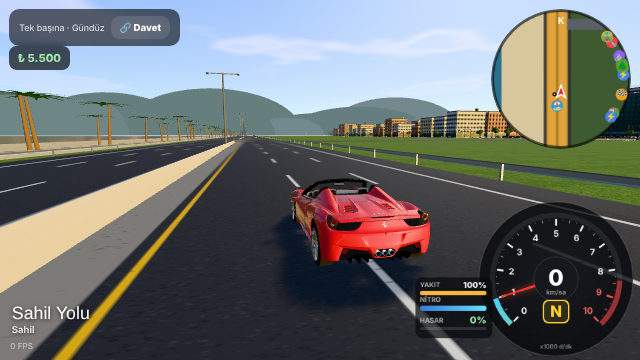 Tek başına · Gündüz
Davet
₺ 5.500
K
YAKIT 100%
NİTRO
HASAR 0%
1 2 3 4 5 6 7 8 9 10
0
km/sa
N
x1000 d/dk
Sahil Yolu
Sahil
0 FPS